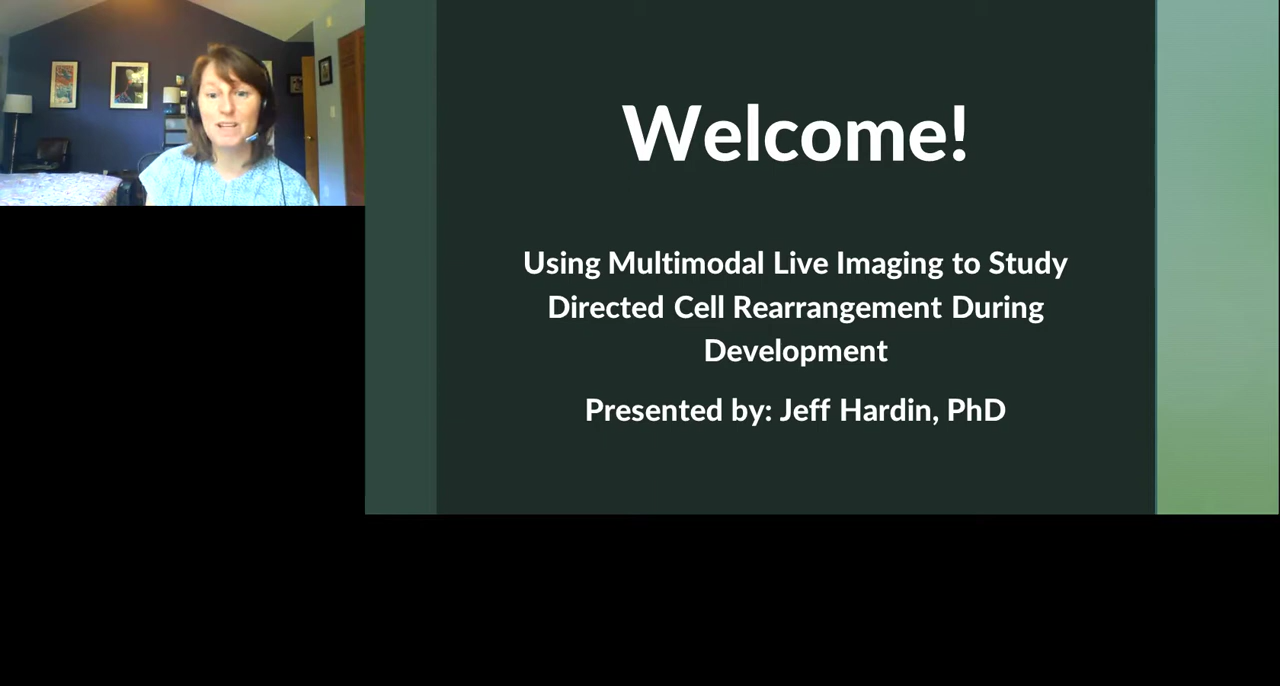 Welcome!
Using Multimodal Live Imaging to Study
Directed Cell Rearrangement During
Development
Presented by: Jeff Hardin, PhD